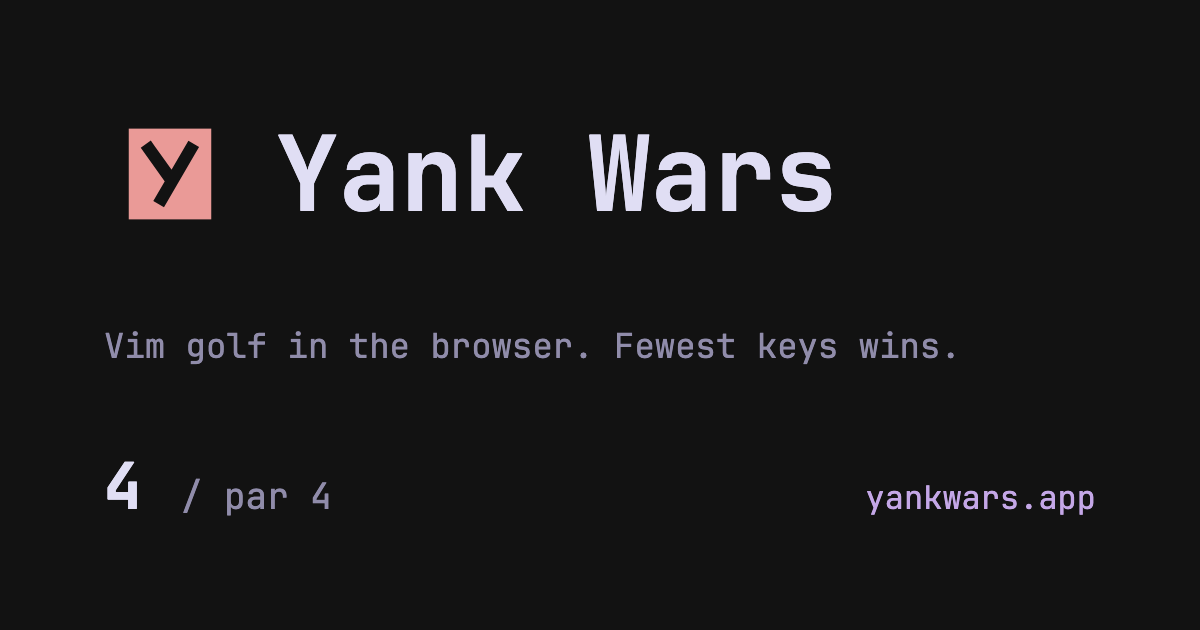 Y Yank Wars
Vim golf in the browser. Fewest keys wins.
4 / par 4
yankwars.app